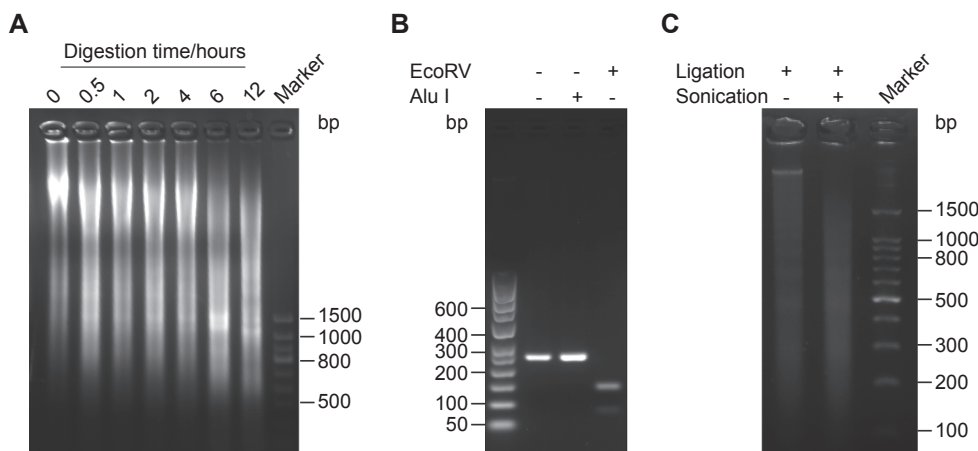 A
Digestion time/hours
0 0.5 1 2 4 6 12 Marker
bp
1500
1000
800
500
B
EcoRV - - +
Alu I - + -
bp
600
400
300
200
100
50
C
Ligation + +
Sonication - + Marker
bp
1500
1000
800
500
300
200
100